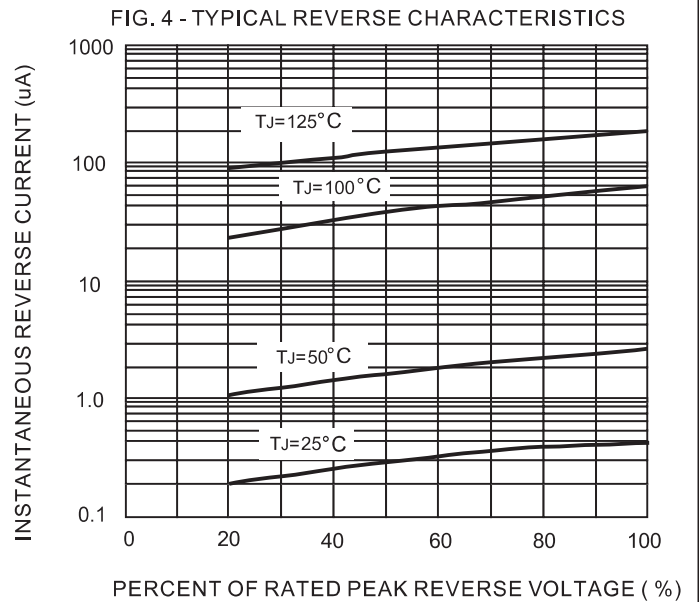 FIG. 4 - TYPICAL REVERSE CHARACTERISTICS
INSTANTANEOUS REVERSE CURRENT (uA)
1000
100
10
1.0
0.1
TJ=125°C
TJ=100°C
TJ=50°C
TJ=25°C
0 20 40 60 80 100
PERCENT OF RATED PEAK REVERSE VOLTAGE ( %)